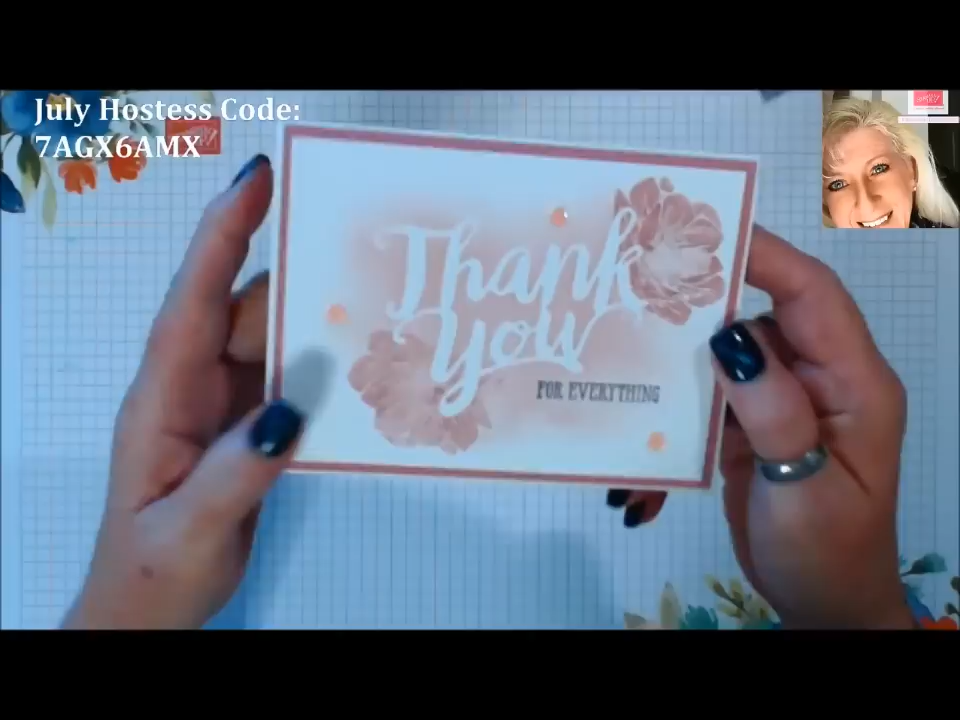 July Hostess Code:
7AGX6AMX
Thank
You
FOR EVERYTHING